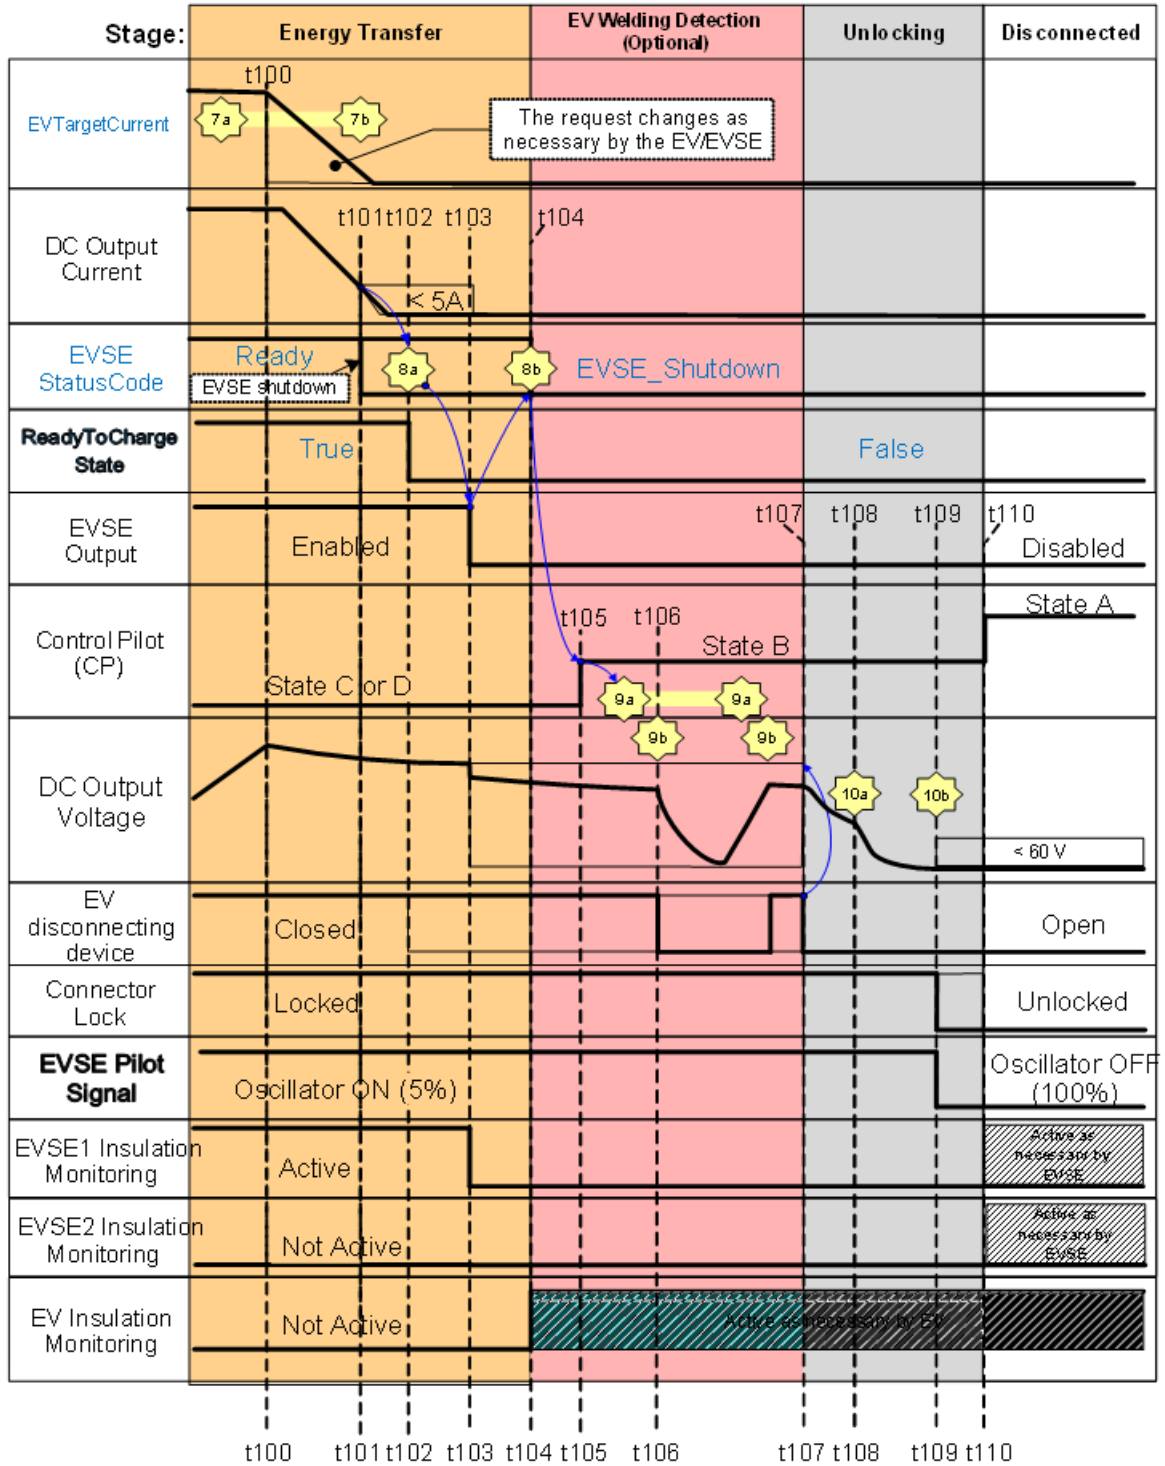 Stage:
Energy Transfer
EV Welding Detection
(Optional)
Unlocking
Disconnected
t100
EVTargetCurrent
7a
7b
The request changes as
necessary by the EV/EVSE
DC Output
Current
t101
t102
t103
t104
< 5A
EVSE
StatusCode
Ready
EVSE shutdown
8a
8b
EVSE_Shutdown
ReadyToCharge
State
True
False
EVSE
Output
Enabled
t107
t108
t109
t110
Disabled
Control Pilot
(CP)
State C or D
t105
t106
State B
State A
9a
9a
9b
9b
DC Output
Voltage
10a
10b
< 60 V
EV
disconnecting
device
Closed
Open
Connector
Lock
Locked
Unlocked
EVSE Pilot
Signal
Oscillator ON (5%)
Oscillator OFF
(100%)
EVSE1 Insulation
Monitoring
Active
Active as
necessary by
EVSE
EVSE2 Insulation
Monitoring
Not Active
Active as
necessary by
EVSE
EV Insulation
Monitoring
Not Active
Active as necessary by EV
t100
t101
t102
t103
t104
t105
t106
t107
t108
t109
t110